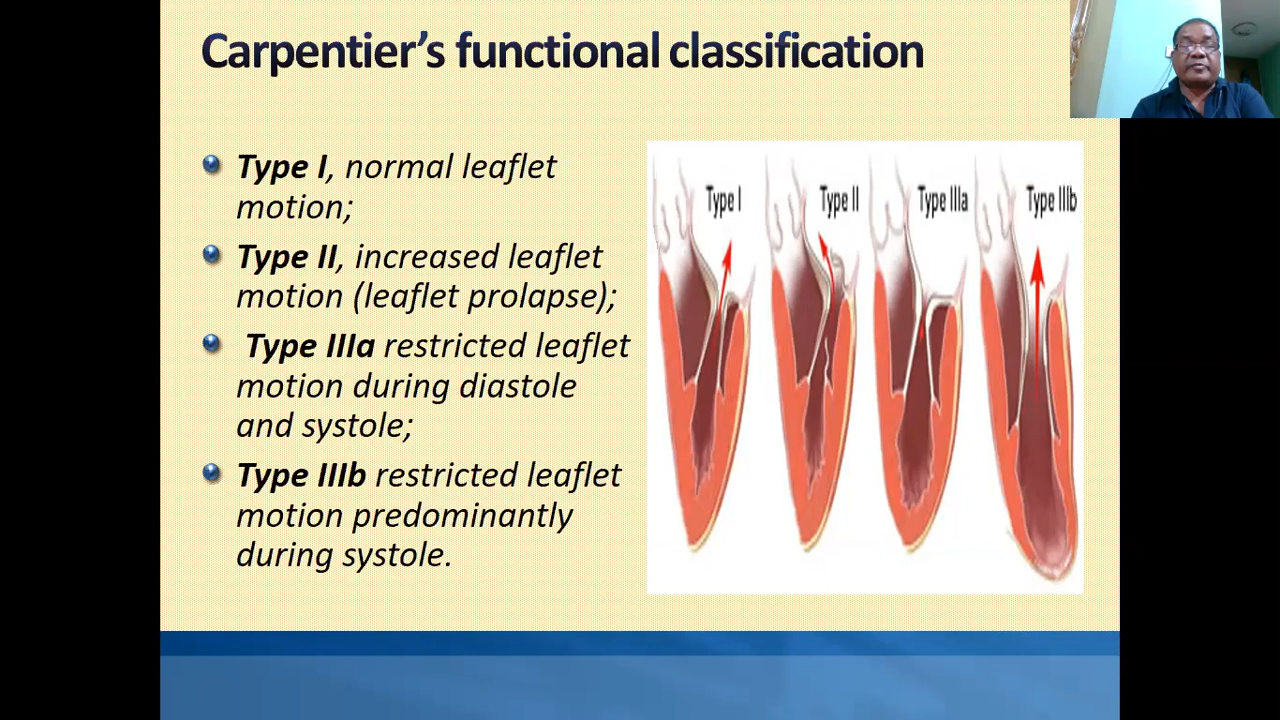 Carpentier's functional classification
Type I, normal leaflet
motion;
Type II, increased leaflet
motion (leaflet prolapse);
Type IIIa restricted leaflet
motion during diastole
and systole;
Type IIIb restricted leaflet
motion predominantly
during systole.
Type I
Type II
Type IIIa
Type IIIb